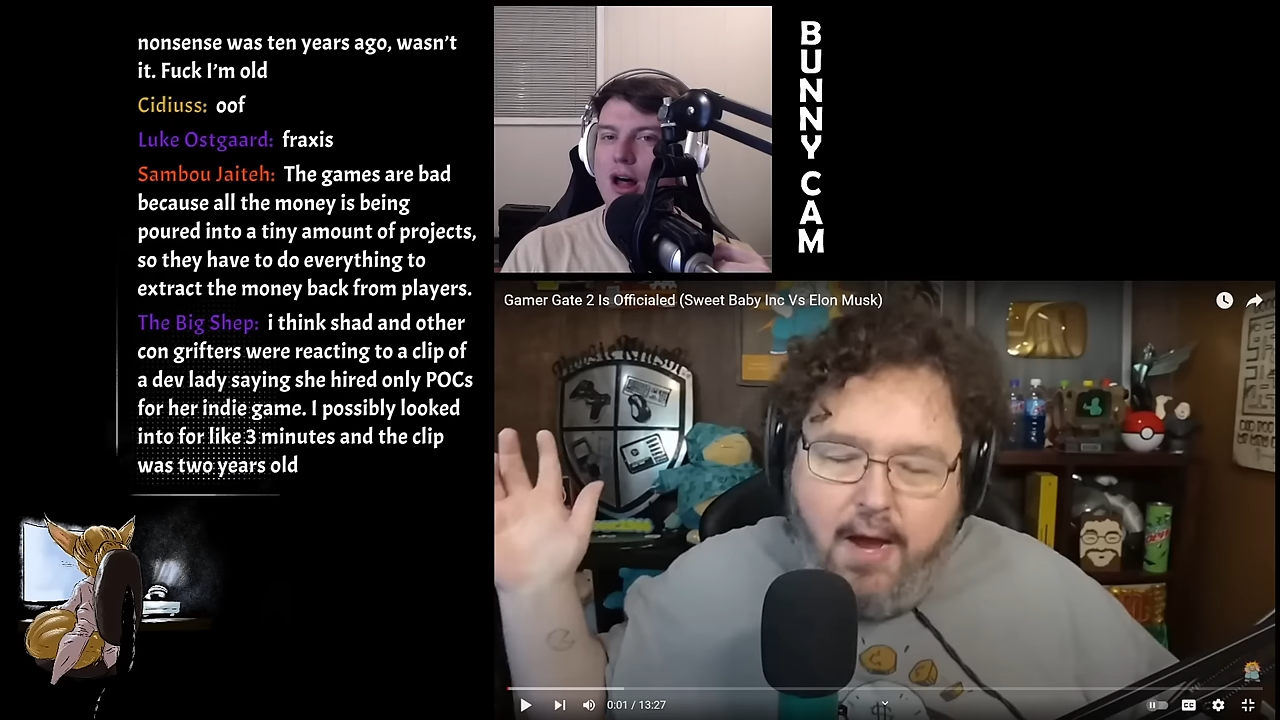 nonsense was ten years ago, wasn't
it. Fuck I'm old
Cidiuss: oof
Luke Ostgaard: fraxis
Sambou Jaiteh: The games are bad
because all the money is being
poured into a tiny amount of projects,
so they have to do everything to
extract the money back from players.
The Big Shep: i think shad and other
con grifters were reacting to a clip of
a dev lady saying she hired only POCs
for her indie game. I possibly looked
into for like 3 minutes and the clip
was two years old
BUNNY CAM
Gamer Gate 2 Is Officialed (Sweet Baby Inc Vs Elon Musk)
0:01 / 13:27
CC